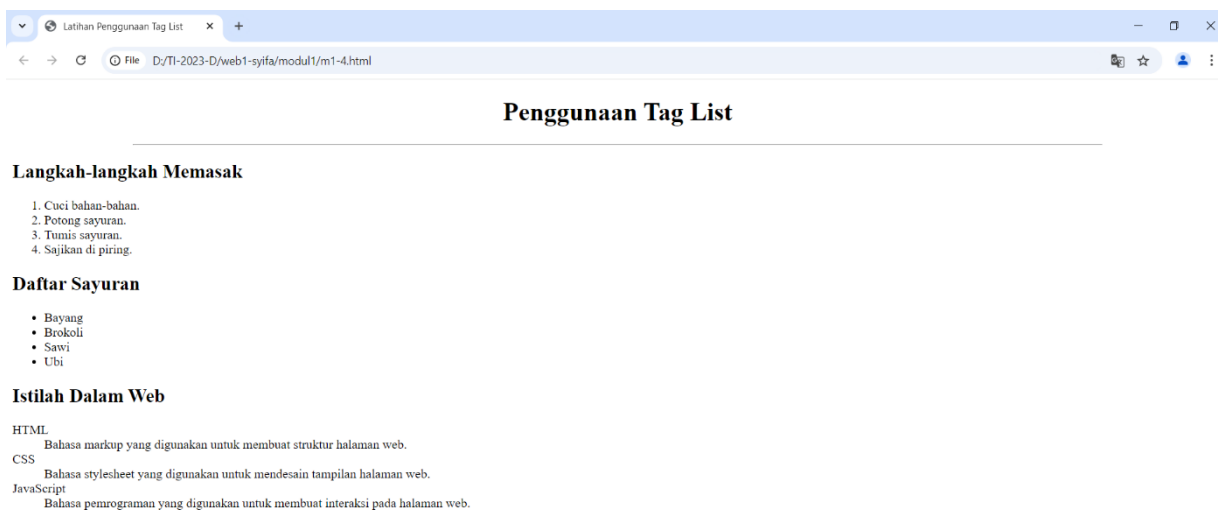 Latihan Penggunaan Tag List
File D:/TI-2023-D/web1-syifa/modul1/m1-4.html
Penggunaan Tag List
Langkah-langkah Memasak
1. Cuci bahan-bahan.
2. Potong sayuran.
3. Tumis sayuran.
4. Sajikan di piring.
Daftar Sayuran
• Bayang
• Brokoli
• Sawi
• Ubi
Istilah Dalam Web
HTML
Bahasa markup yang digunakan untuk membuat struktur halaman web.
CSS
Bahasa stylesheet yang digunakan untuk mendesain tampilan halaman web.
JavaScript
Bahasa pemrograman yang digunakan untuk membuat interaksi pada halaman web.